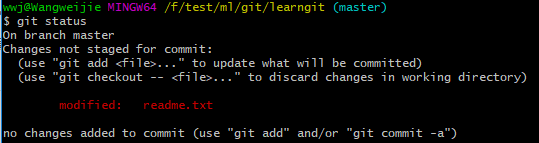 wwj@Wangweijie MINGW64 /f/test/ml/git/learngit (master)
$ git status
On branch master
Changes not staged for commit:
  (use "git add <file>..." to update what will be committed)
  (use "git checkout -- <file>..." to discard changes in working directory)
        modified:   readme.txt
no changes added to commit (use "git add" and/or "git commit -a")